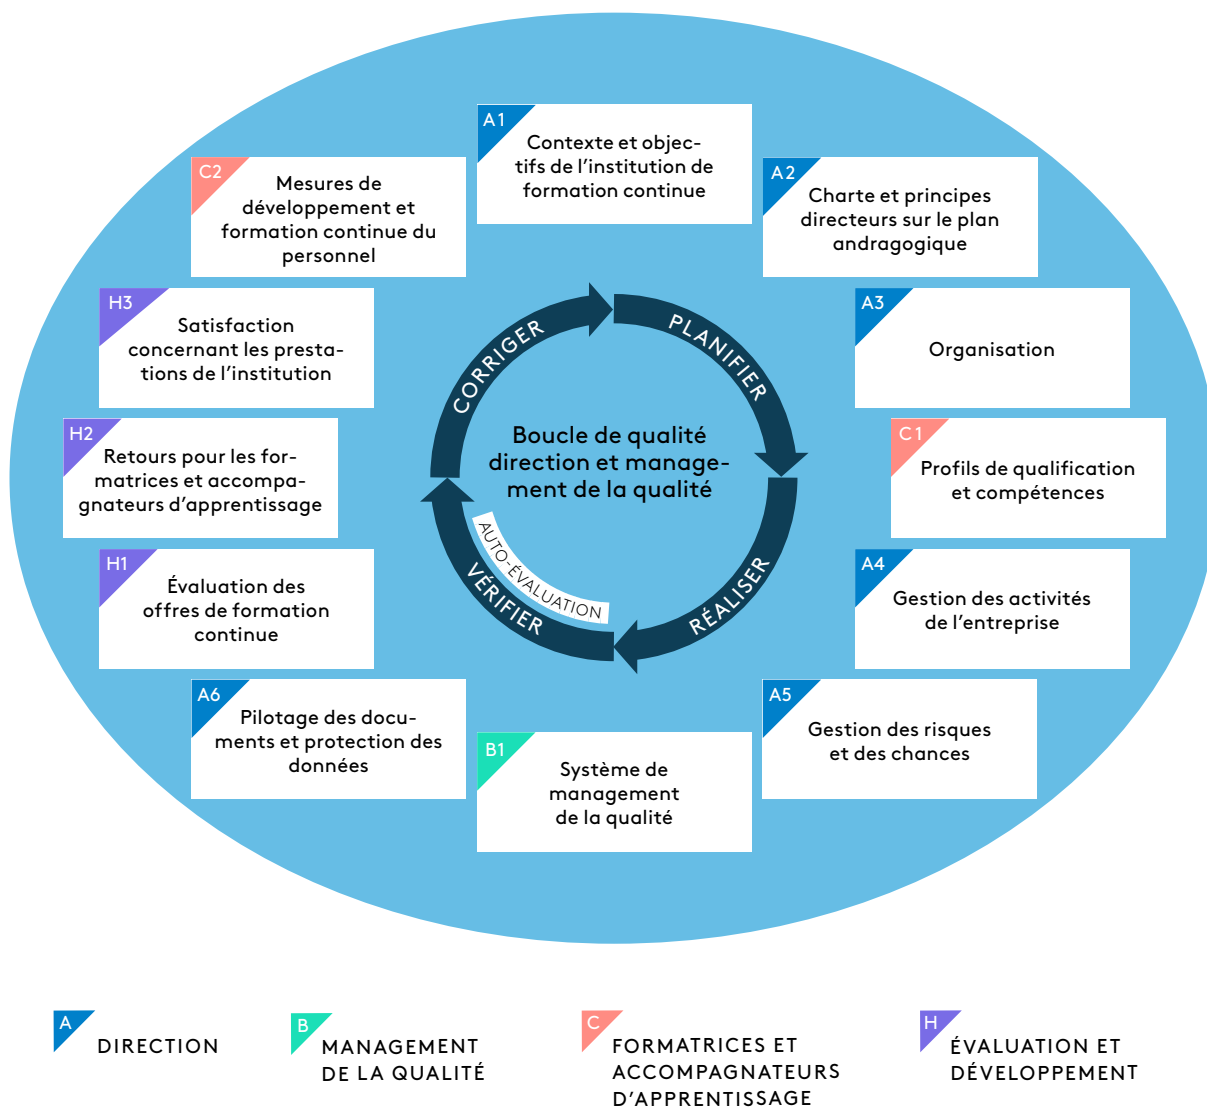 A1
Contexte et objec-
tifs de l’institution de
formation continue
A2
Charte et principes
directeurs sur le plan
andragogique
A3
Organisation
C1
Profils de qualification
et compétences
A4
Gestion des activités
de l’entreprise
A5
Gestion des risques
et des chances
B1
Système de
management
de la qualité
A6
Pilotage des docu-
ments et protection des
données
H1
Évaluation des
offres de formation
continue
H2
Retours pour les for-
matrices et accompa-
gnateurs d’apprentissage
H3
Satisfaction
concernant les presta-
tions de l’institution
C2
Mesures de
développement et
formation continue du
personnel
PLANIFIER
RÉALISER
VÉRIFIER
AUTO-ÉVALUATION
CORRIGER
Boucle de qualité
direction et manage-
ment de la qualité
A
DIRECTION
B
MANAGEMENT
DE LA QUALITÉ
C
FORMATRICES ET
ACCOMPAGNATEURS
D’APPRENTISSAGE
H
ÉVALUATION ET
DÉVELOPPEMENT